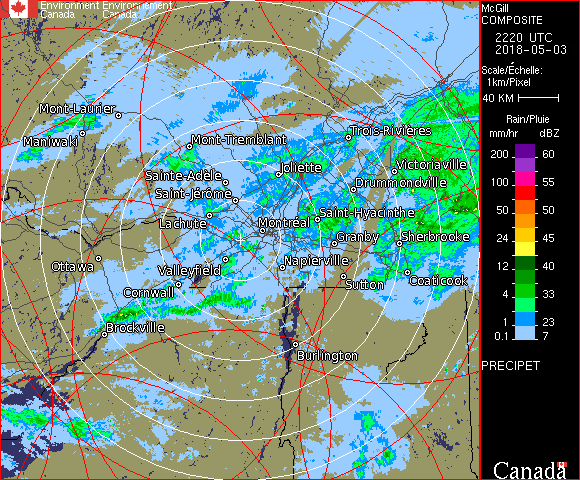 Environment Environnement
Canada Canada
McGill
COMPOSITE
2220 UTC
2018-05-03
Scale/Échelle:
1km/Pixel
40 KM
Rain/Pluie
mm/hr dBZ
200 60
100 55
50 50
24 45
12 40
4 33
2 23
0.1 7
PRECIPET
Canada
Mont-Laurier
Maniwaki
Mont-Tremblant
Trois-Rivières
Joliette
Victoriaville
Sainte-Adèle
Drummondville
Saint-Jérôme
Saint-Hyacinthe
Lachute
Montréal
Granby
Sherbrooke
Ottawa
Valleyfield
Napierville
Cornwall
Sutton
Coaticook
Brockville
Burlington